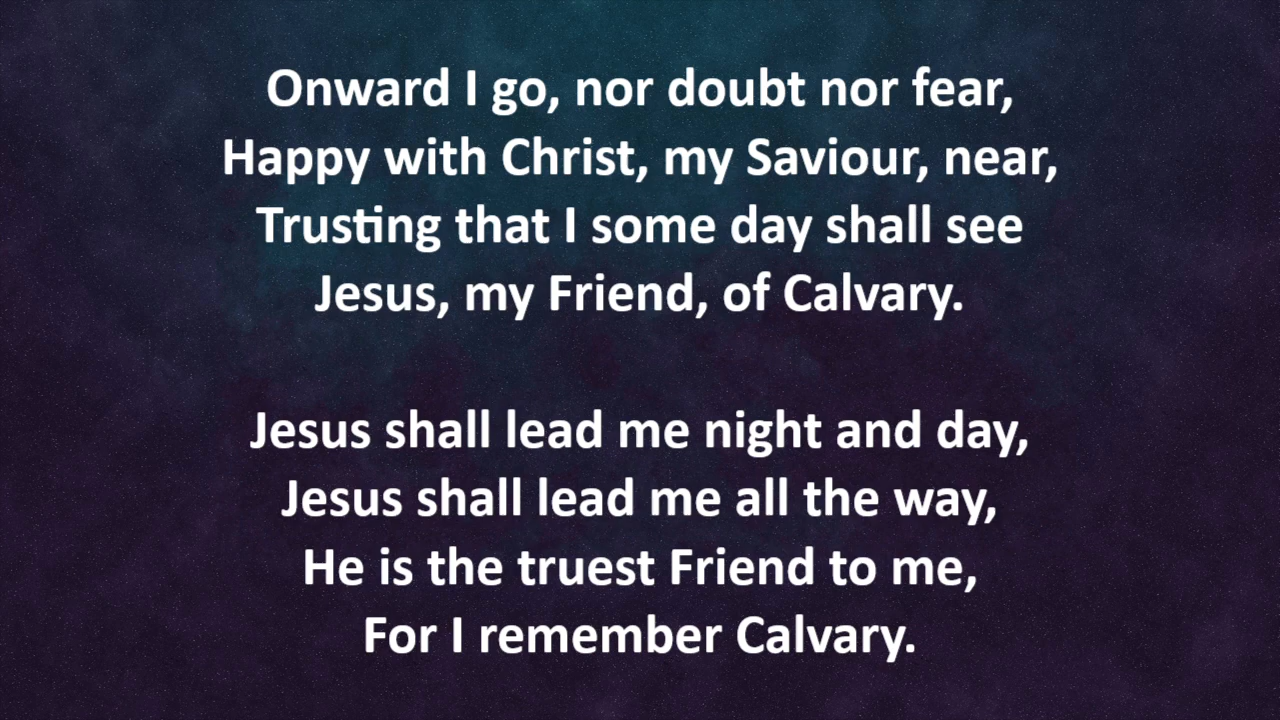 Onward I go, nor doubt nor fear,
Happy with Christ, my Saviour, near,
Trusting that I some day shall see
Jesus, my Friend, of Calvary.
Jesus shall lead me night and day,
Jesus shall lead me all the way,
He is the truest Friend to me,
For I remember Calvary.